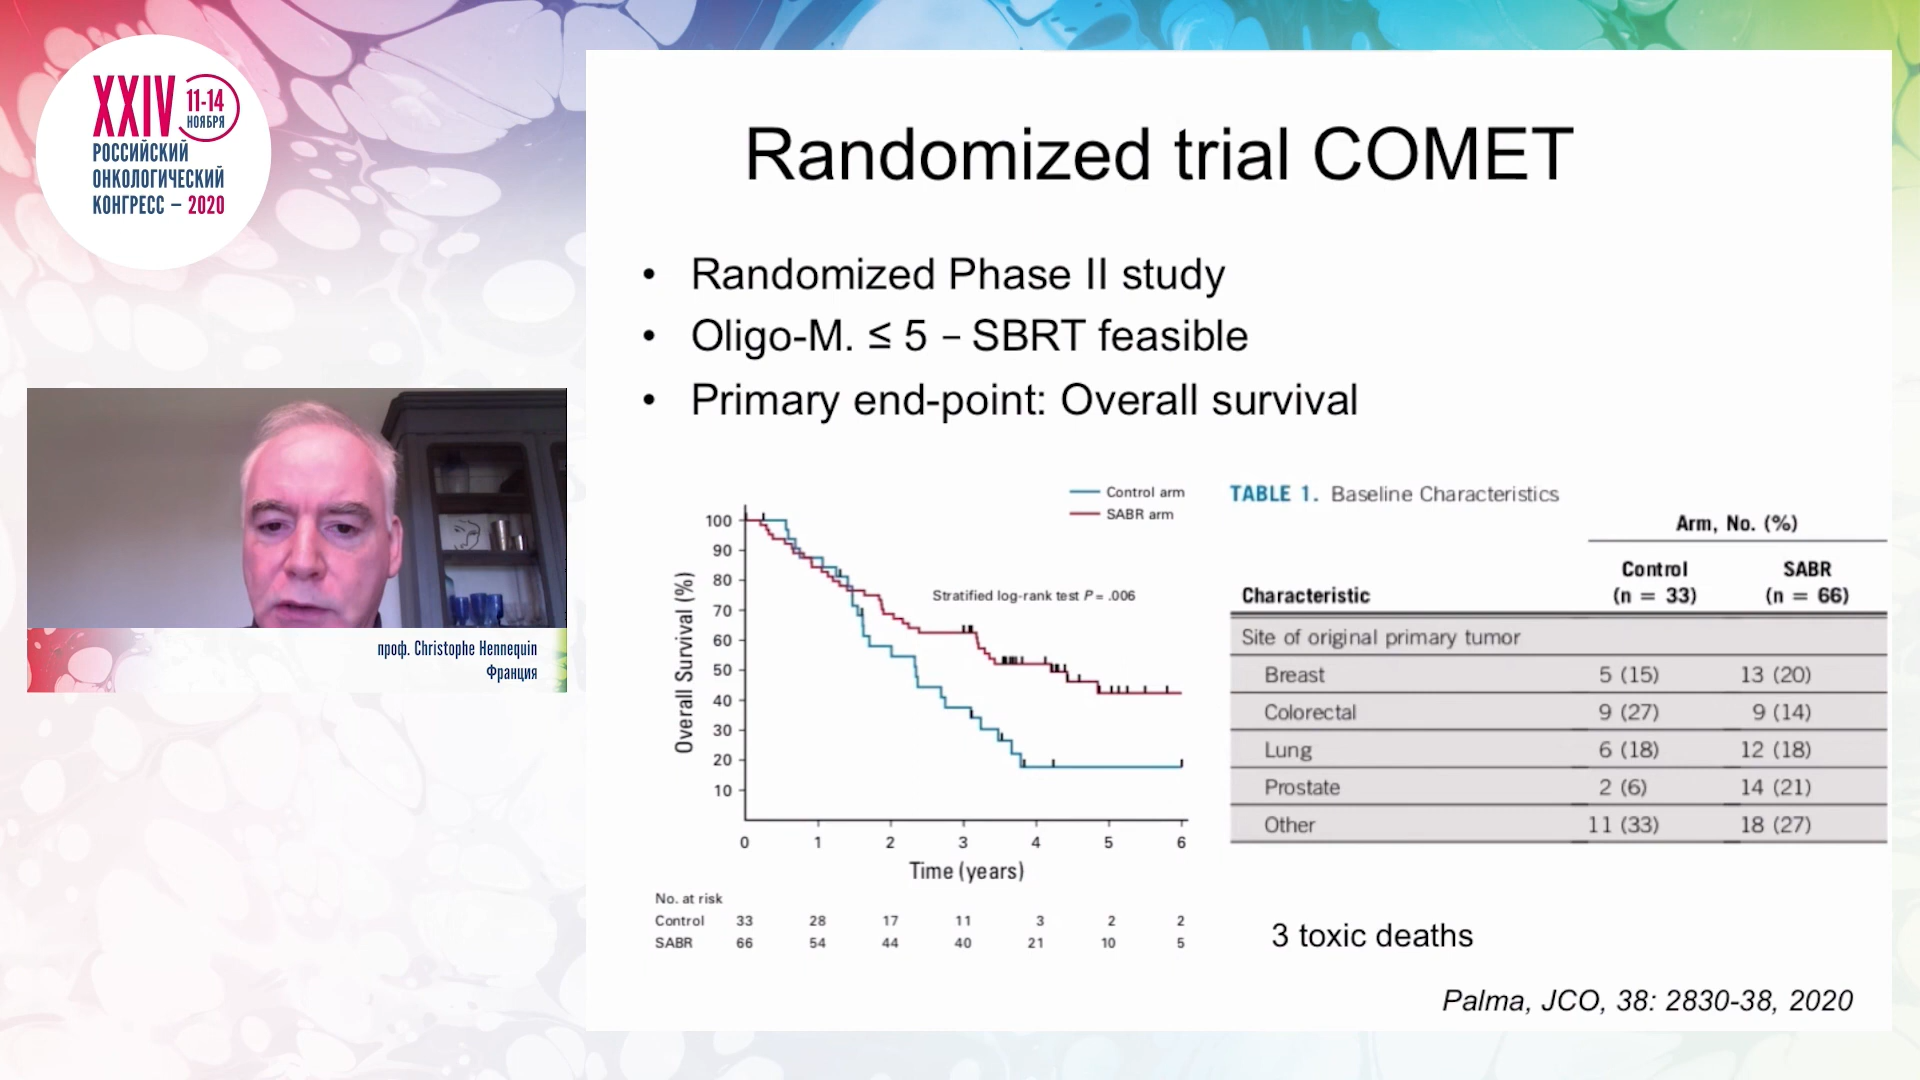 XXIV 11-14 НОЯБРЯ
РОССИЙСКИЙ
ОНКОЛОГИЧЕСКИЙ
КОНГРЕСС – 2020
проф. Christophe Hennequin
Франция
Randomized trial COMET
• Randomized Phase II study
• Oligo-M. ≤ 5 – SBRT feasible
• Primary end-point: Overall survival
Control arm
SABR arm
Stratified log-rank test P = .006
Overall Survival (%)
100
90
80
70
60
50
40
30
20
10
0 1 2 3 4 5 6
Time (years)
No. at risk
Control 33 28 17 11 3 2 2
SABR 66 54 44 40 21 10 5
TABLE 1. Baseline Characteristics
Arm, No. (%)
Control SABR
Characteristic (n = 33) (n = 66)
Site of original primary tumor
Breast 5 (15) 13 (20)
Colorectal 9 (27) 9 (14)
Lung 6 (18) 12 (18)
Prostate 2 (6) 14 (21)
Other 11 (33) 18 (27)
3 toxic deaths
Palma, JCO, 38: 2830-38, 2020